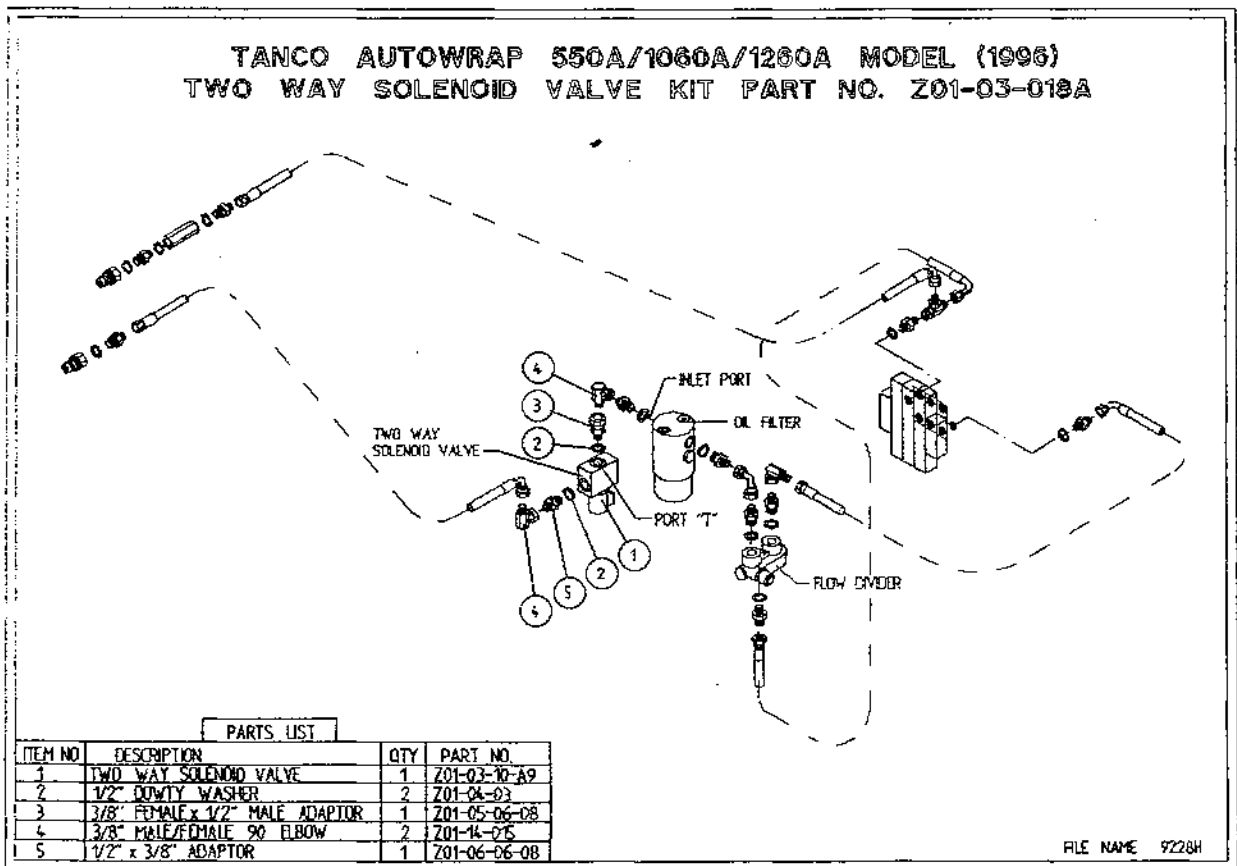 TANCO AUTOWRAP 550A/1060A/1260A MODEL (1996)
TWO WAY SOLENOID VALVE KIT PART NO. Z01-03-018A
4
INLET PORT
3
OIL FILTER
TWO WAY
SOLENOID VALVE
2
PORT "T"
1
2
5
4
FLOW DIVIDER
PARTS LIST
ITEM NO DESCRIPTION QTY PART NO.
1 TWO WAY SOLENOID VALVE 1 Z01-03-10-A9
2 1/2" DOWTY WASHER 2 Z01-04-03
3 3/8" FEMALE x 1/2" MALE ADAPTOR 1 Z01-05-06-08
4 3/8" MALE/FEMALE 90 ELBOW 2 Z01-14-015
5 1/2" x 3/8" ADAPTOR 1 Z01-06-06-08
FILE NAME 9228H